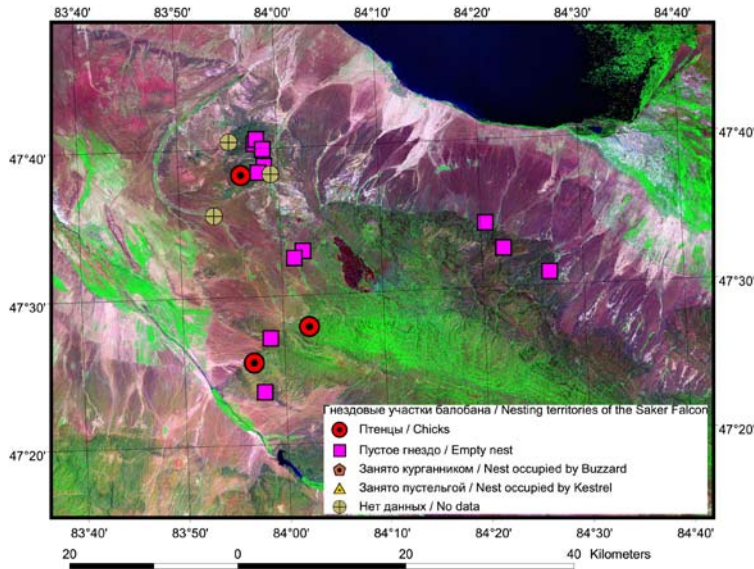 83°40' 83°50' 84°00' 84°10' 84°20' 84°30'
47°40' 47°40'
47°30' 47°30'
47°20' 47°20'
Гнездовые участки балобана / Nesting territories of the Saker Falcon
Птенцы / Chicks
Пустое гнездо / Empty nest
Занято курганником / Nest occupied by Buzzard
Занято пустельгой / Nest occupied by Kestrel
Нет данных / No data
83°40' 83°50' 84°00' 84°10' 84°20' 84°30' 84°40'
20 0 20 40 Kilometers